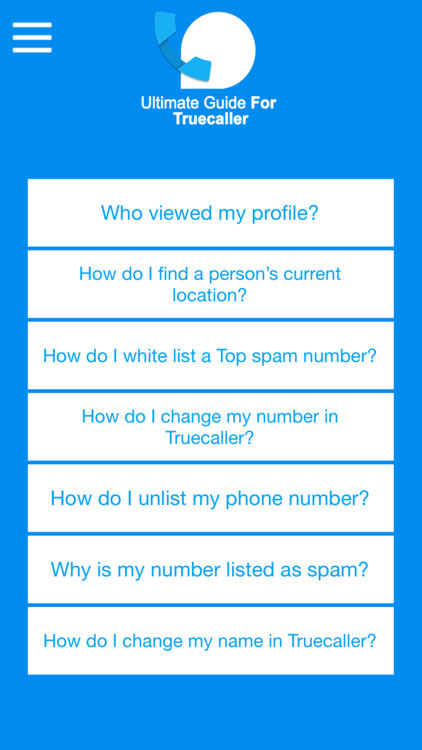 Ultimate Guide For
Truecaller
Who viewed my profile?
How do I find a person’s current
location?
How do I white list a Top spam number?
How do I change my number in
Truecaller?
How do I unlist my phone number?
Why is my number listed as spam?
How do I change my name in Truecaller?